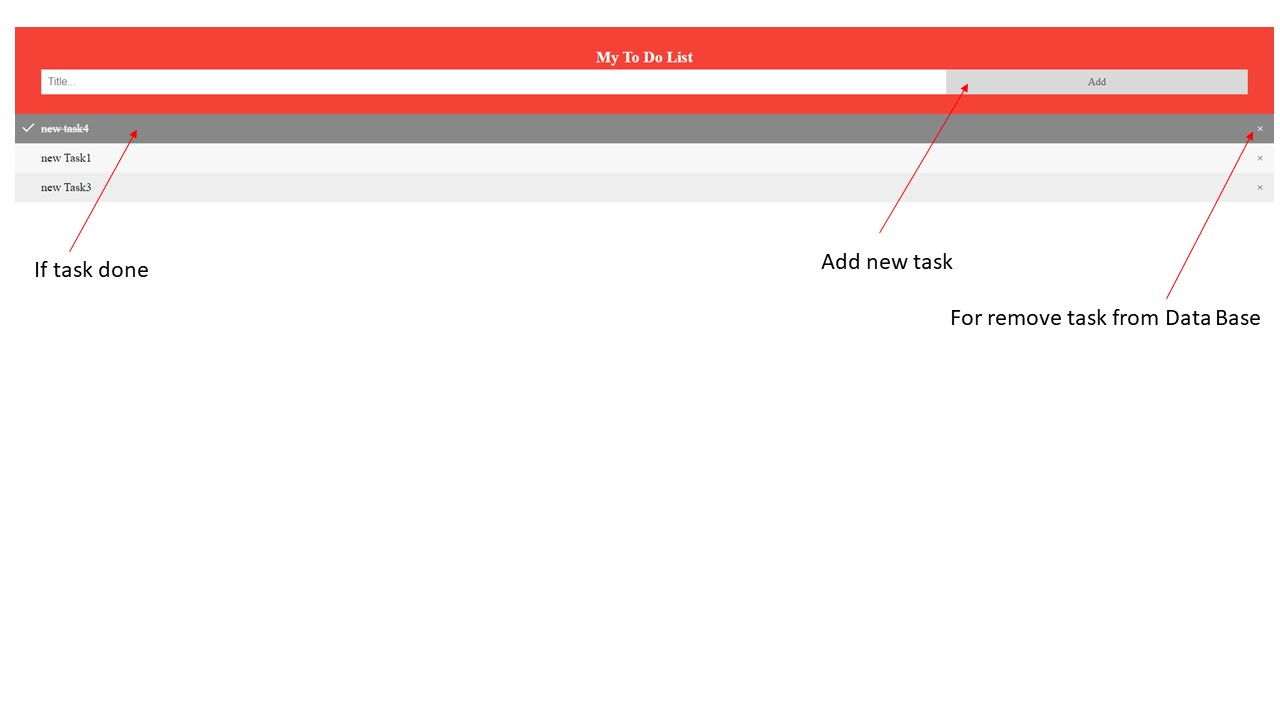 My To Do List
Title...
Add
new task4 ×
new Task1 ×
new Task3 ×
If task done
Add new task
For remove task from Data Base